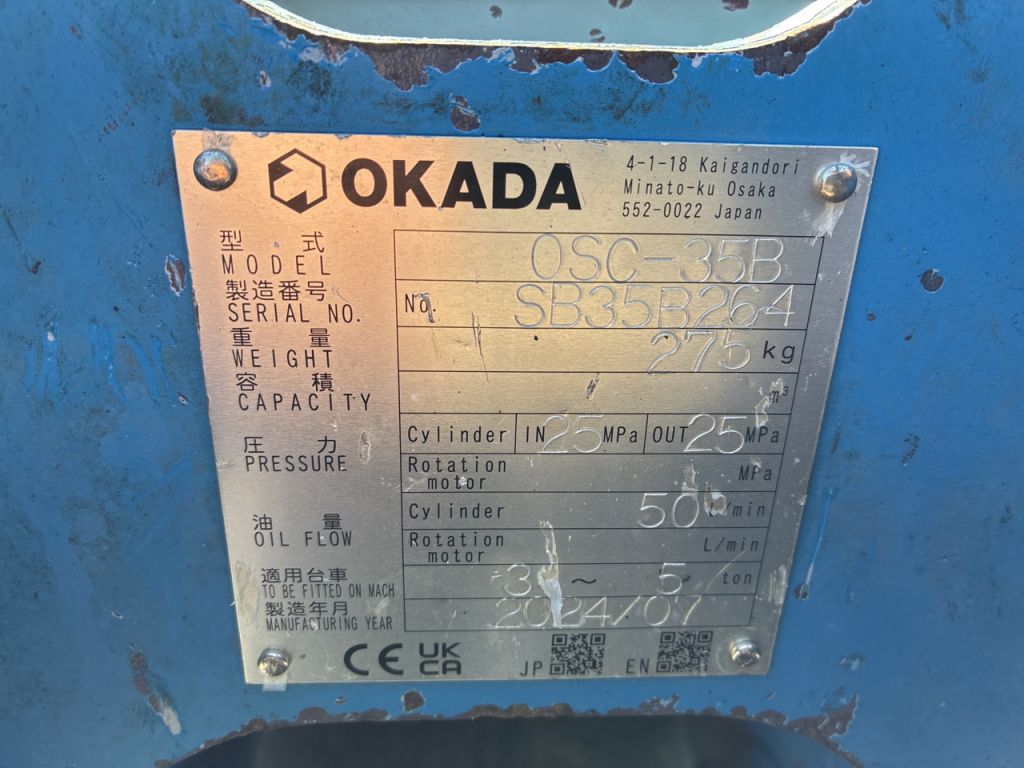 OKADA
4-1-18 Kaigandori
Minato-ku Osaka
552-0022 Japan
型式 OSC-35B
MODEL
製造番号 No. SB35B264
SERIAL NO.
重量 275 kg
WEIGHT
容積 m³
CAPACITY
圧力 Cylinder IN 25 MPa OUT 25 MPa
PRESSURE Rotation motor MPa
油量 Cylinder 50 L/min
OIL FLOW Rotation motor L/min
適用台車 3 ~ 5 ton
TO BE FITTED ON MACH
製造年月 2024/07
MANUFACTURING YEAR
CE UK CA JP EN